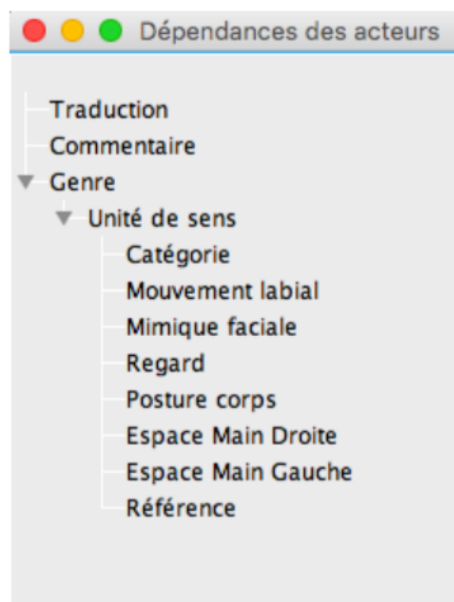 Dépendances des acteurs
Traduction
Commentaire
Genre
Unité de sens
Catégorie
Mouvement labial
Mimique faciale
Regard
Posture corps
Espace Main Droite
Espace Main Gauche
Référence